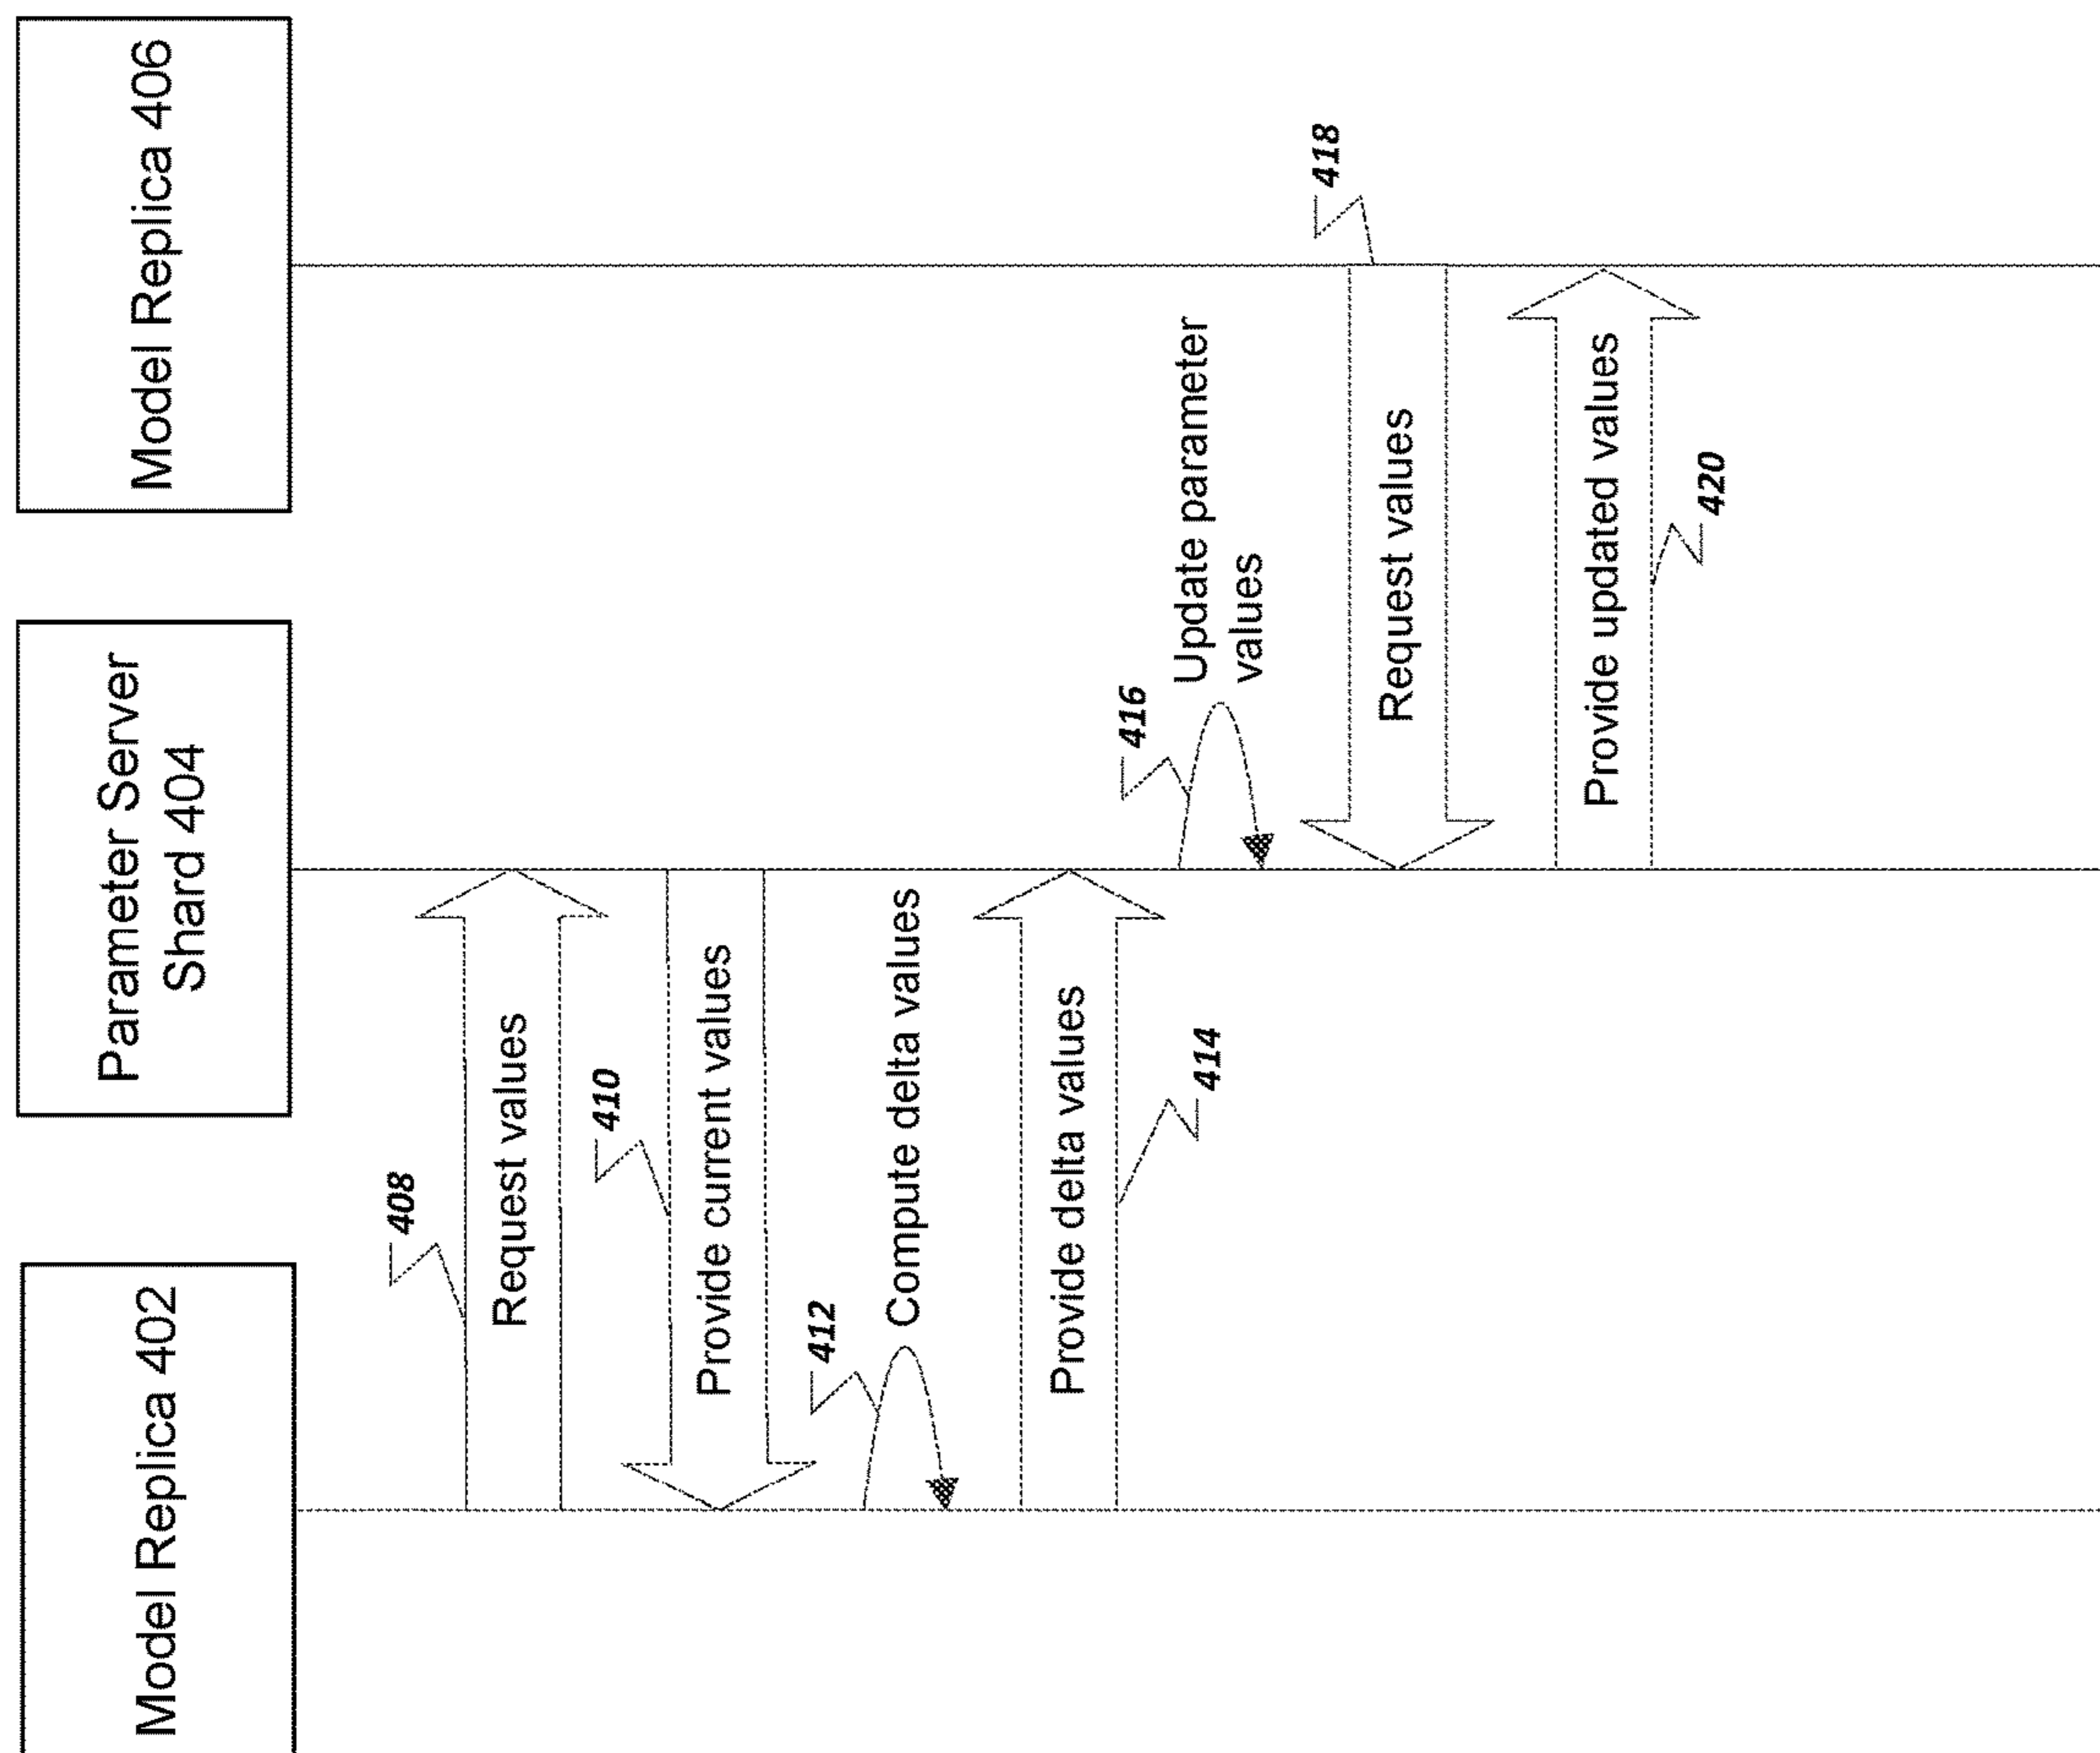 Model Replica 402
Parameter Server
Shard 404
Model Replica 406
408
Request values
410
Provide current values
412
Compute delta values
Provide delta values
414
416
Update parameter
values
418
Request values
Provide updated values
420